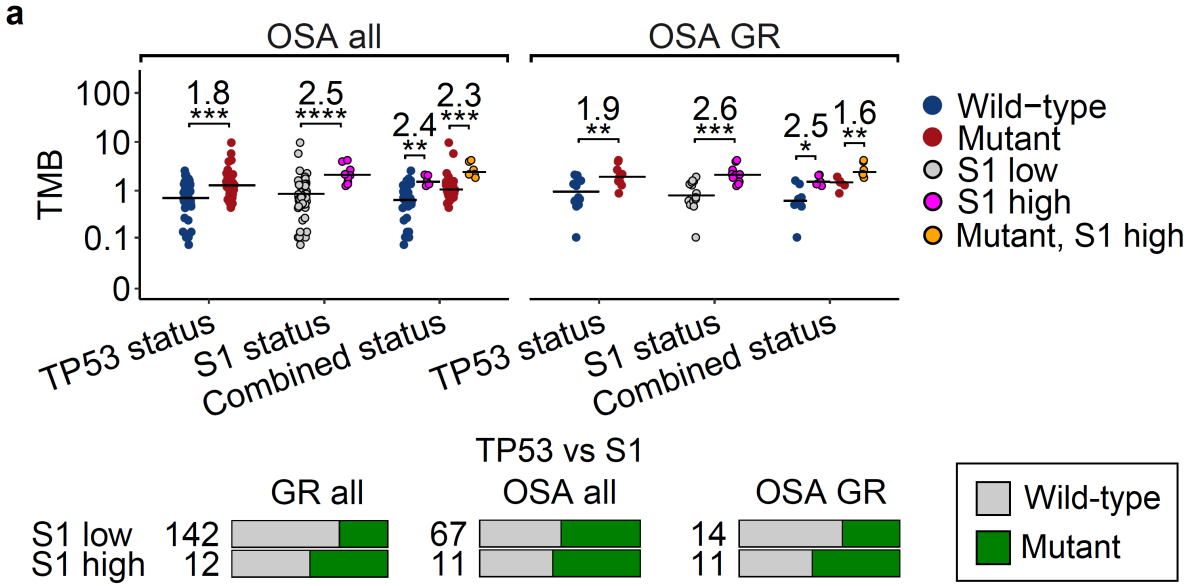 a
OSA all
OSA GR
TMB
100
10
1
0.1
0
1.8
***
2.5
****
2.4
**
2.3
***
1.9
**
2.6
***
2.5
*
1.6
**
Wild-type
Mutant
S1 low
S1 high
Mutant, S1 high
TP53 status
S1 status
Combined status
TP53 status
S1 status
Combined status
TP53 vs S1
GR all
OSA all
OSA GR
S1 low 142 67 14
S1 high 12 11 11
Wild-type
Mutant